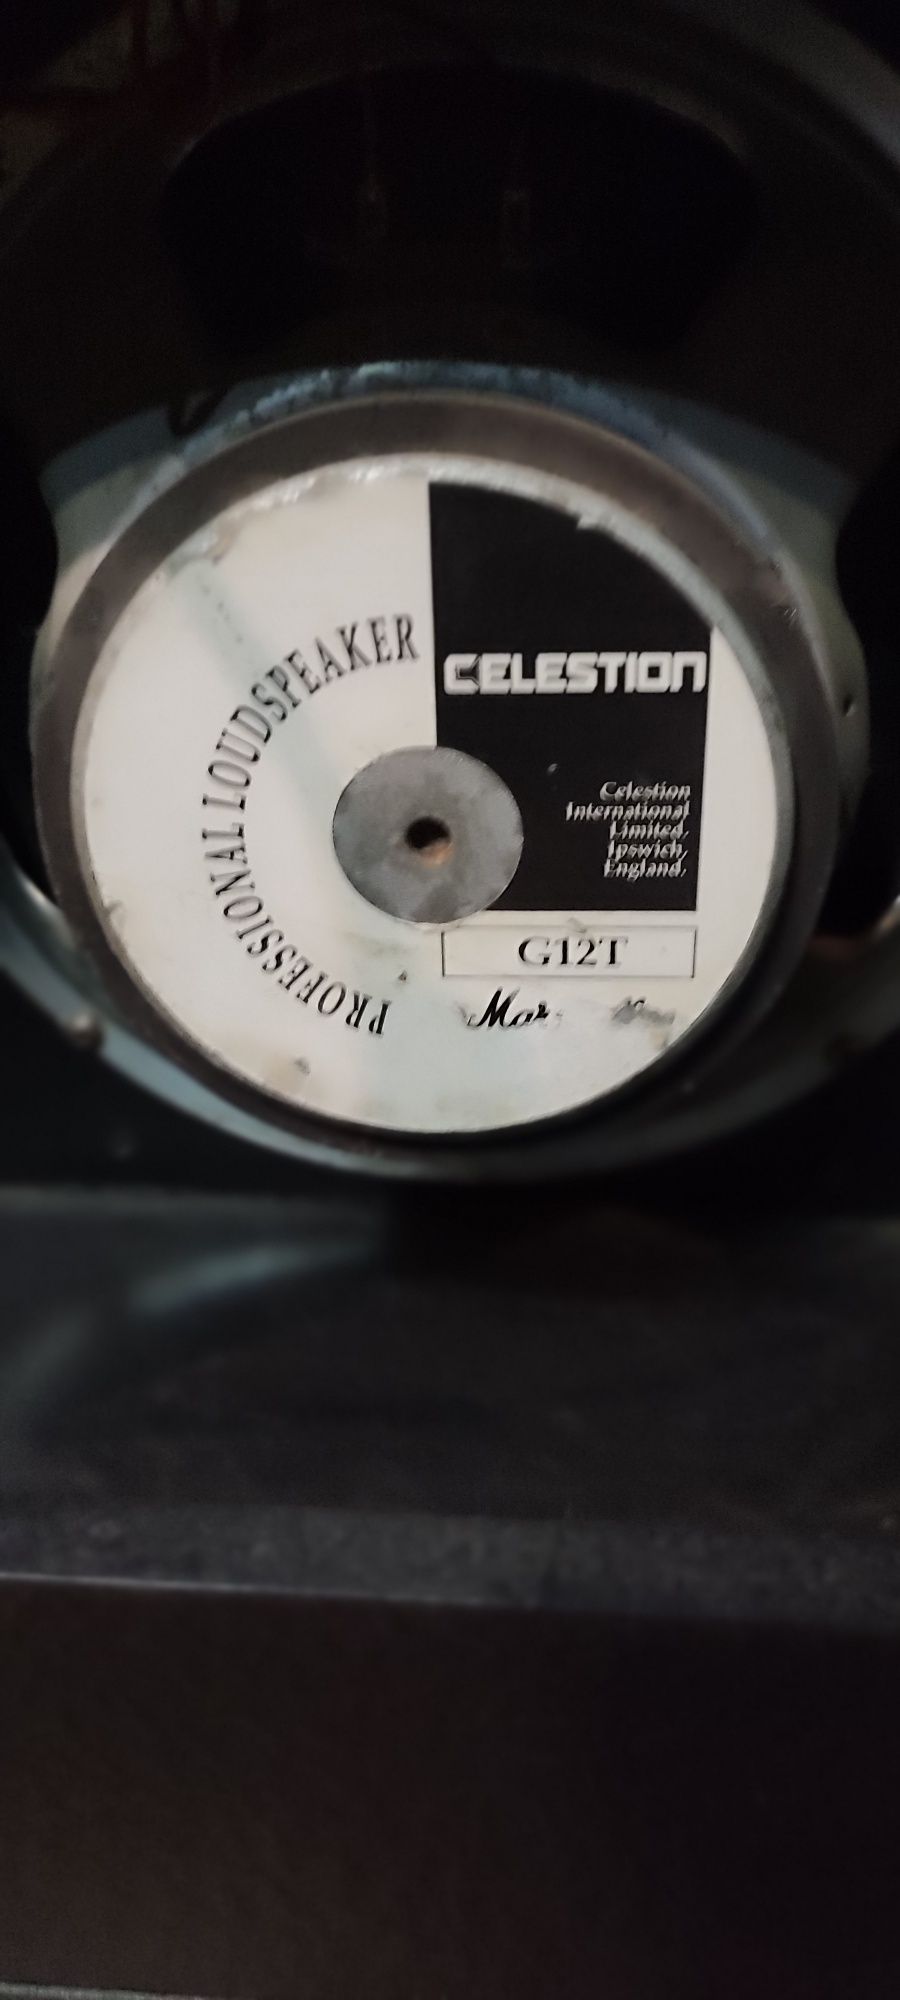 PROFESSIONAL LOUDSPEAKER
CELESTION
Celestion
International
Limited,
Ipswich,
England.
G12T